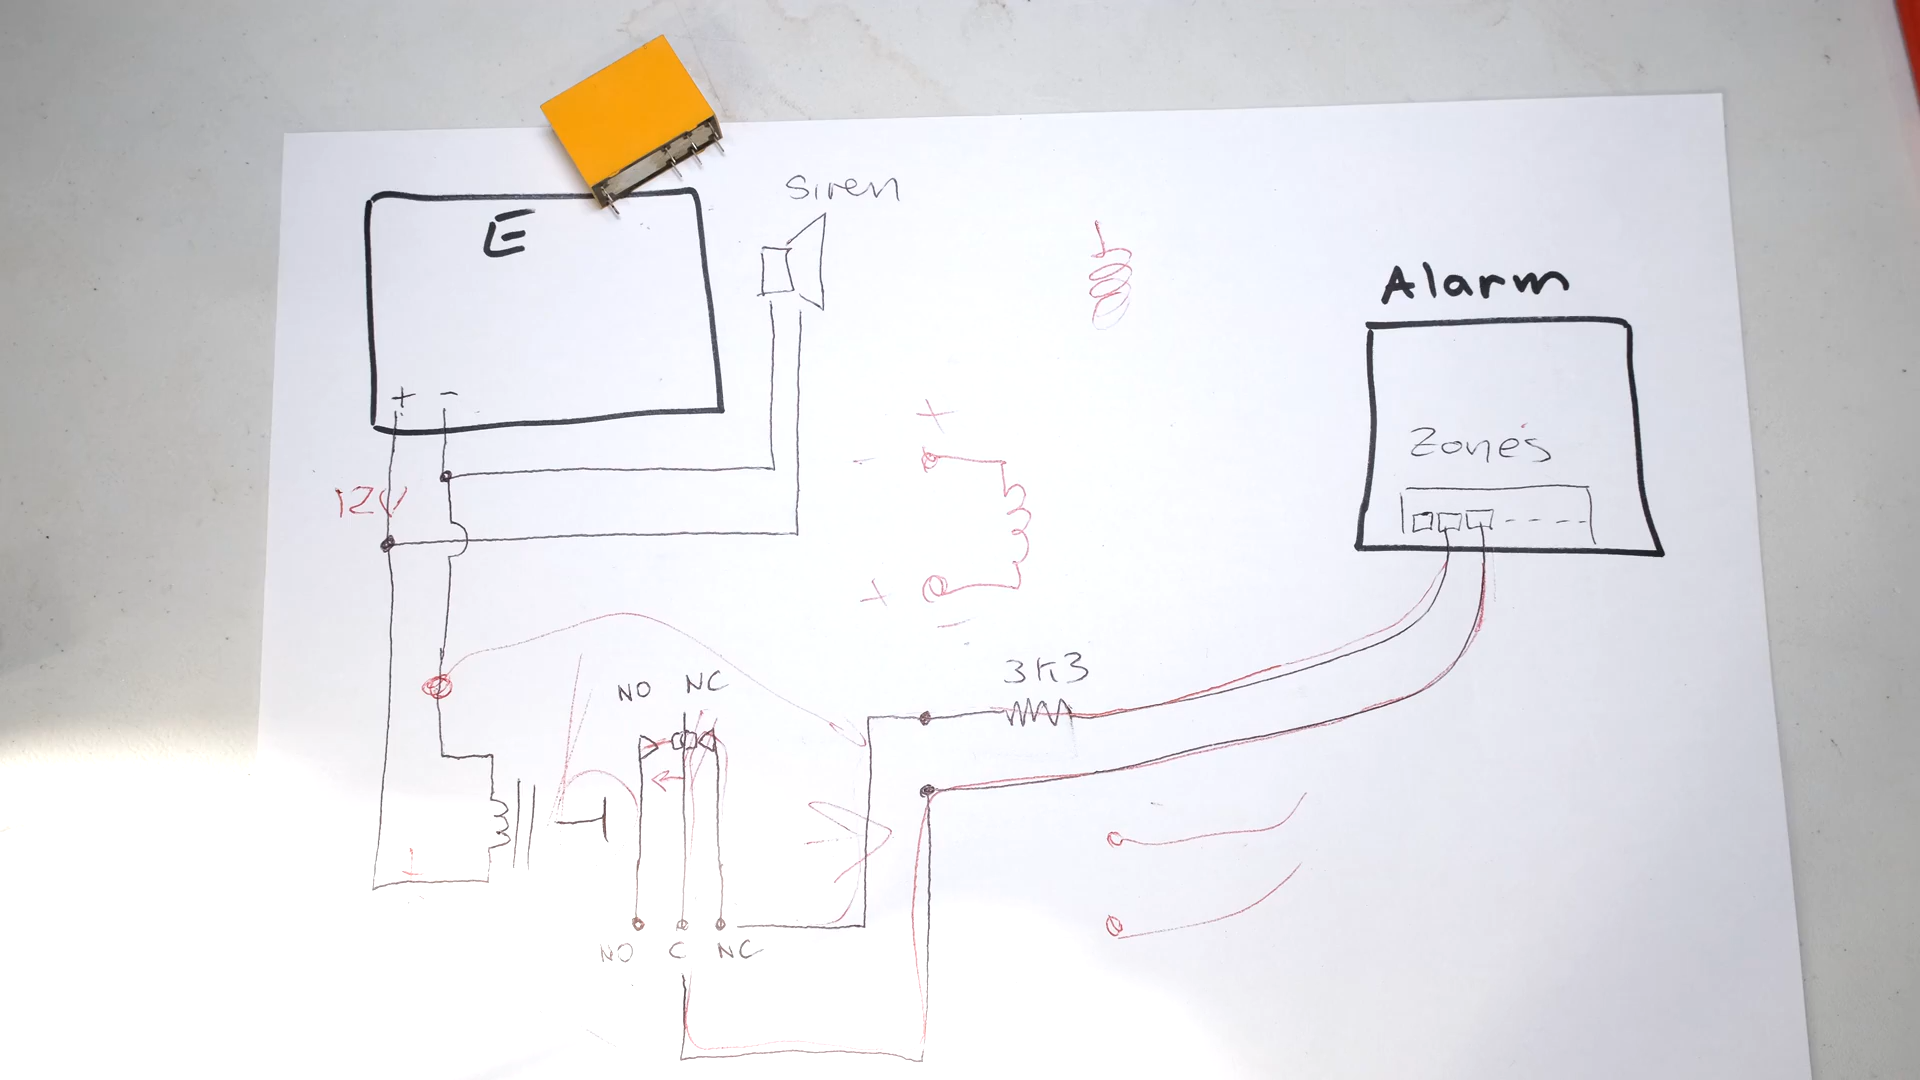 Siren
E
Alarm
+ -
+
Zones
-
12V
+
3K3
NO NC
NO C NC